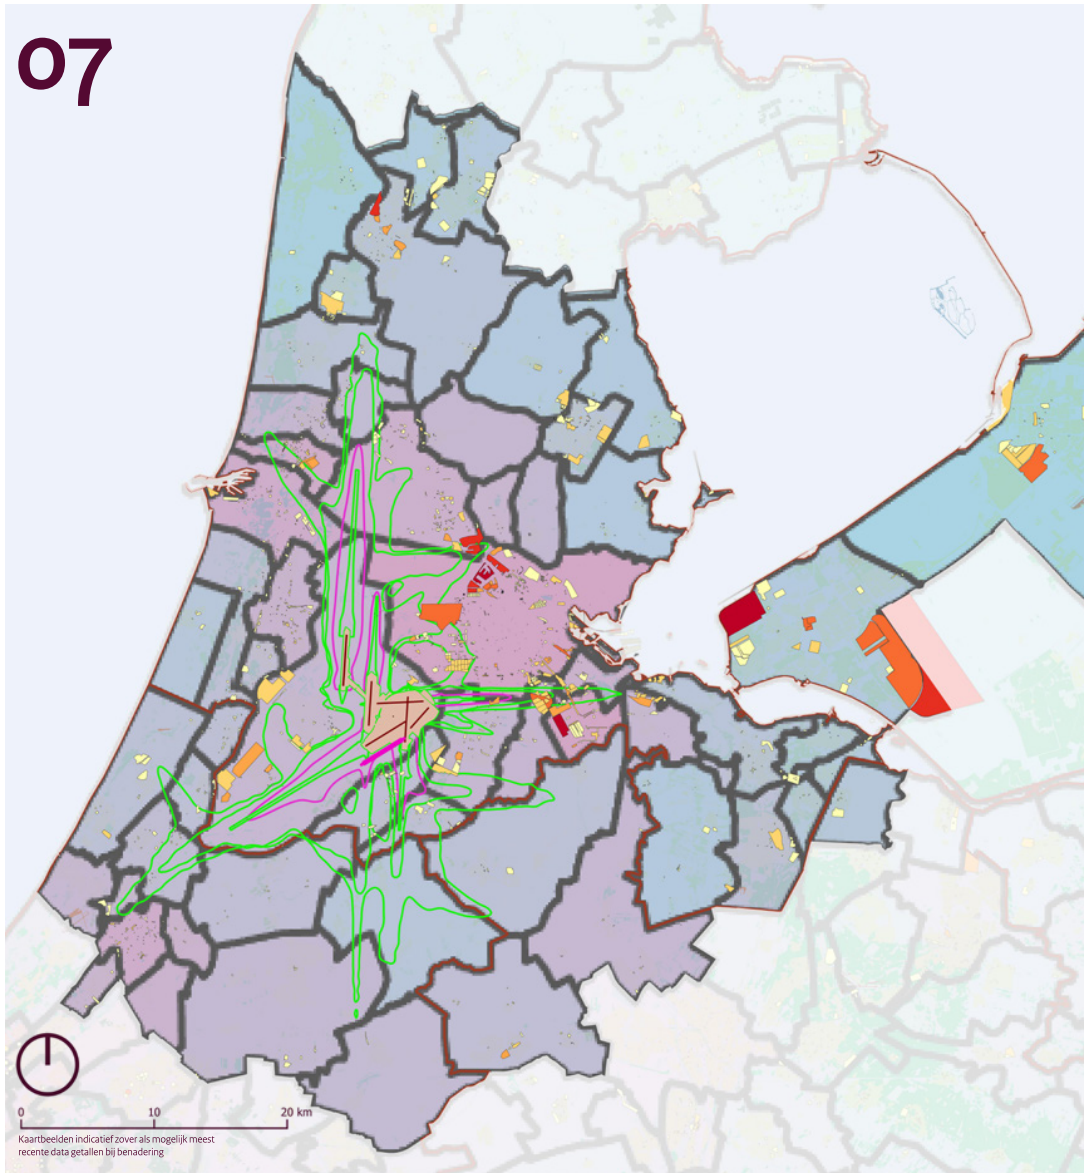 07
0 10 20 km
Kaartbeelden indicatief zover als mogelijk meest
recente data getallen bij benadering